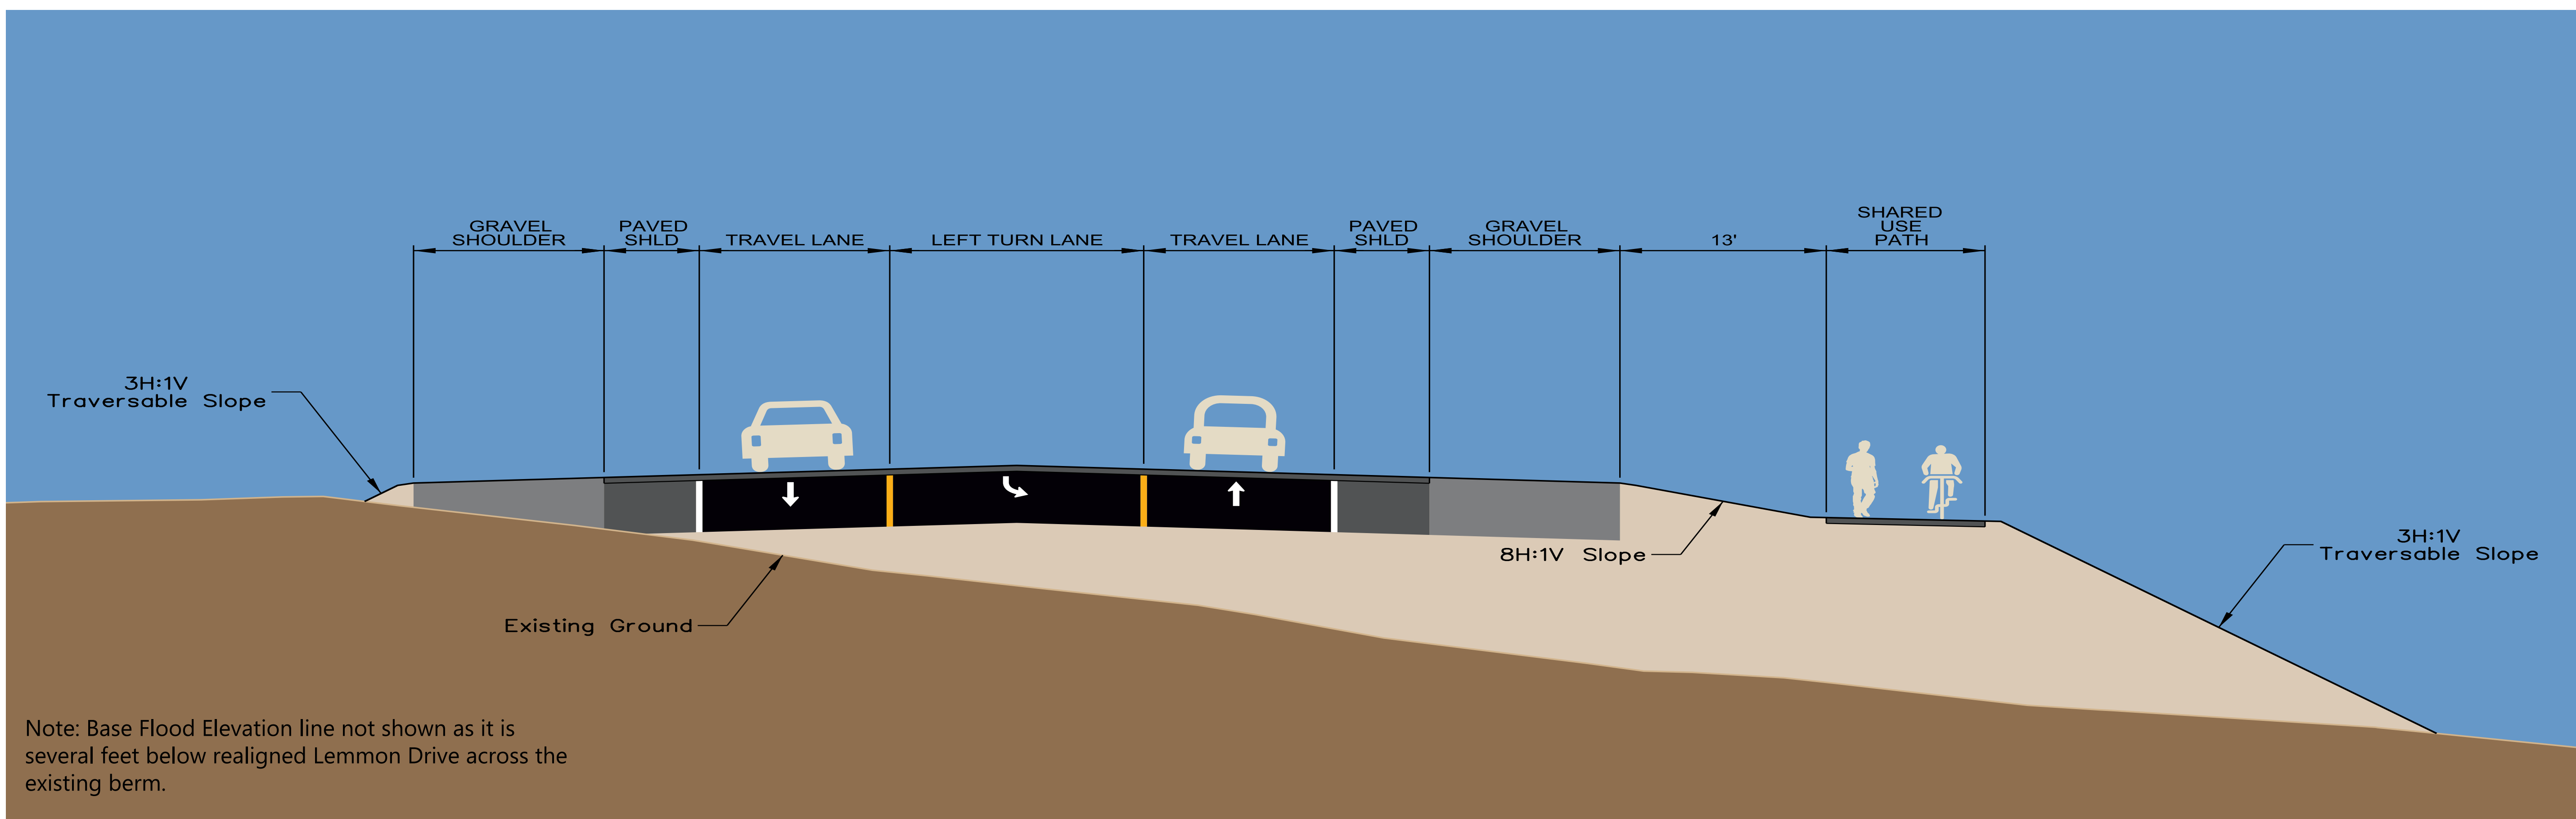 GRAVEL
SHOULDER
PAVED
SHLD
TRAVEL LANE
LEFT TURN LANE
TRAVEL LANE
PAVED
SHLD
GRAVEL
SHOULDER
13'
SHARED
USE
PATH
3H:1V
Traversable Slope
8H:1V Slope
3H:1V
Traversable Slope
Existing Ground
Note: Base Flood Elevation line not shown as it is
several feet below realigned Lemmon Drive across the
existing berm.